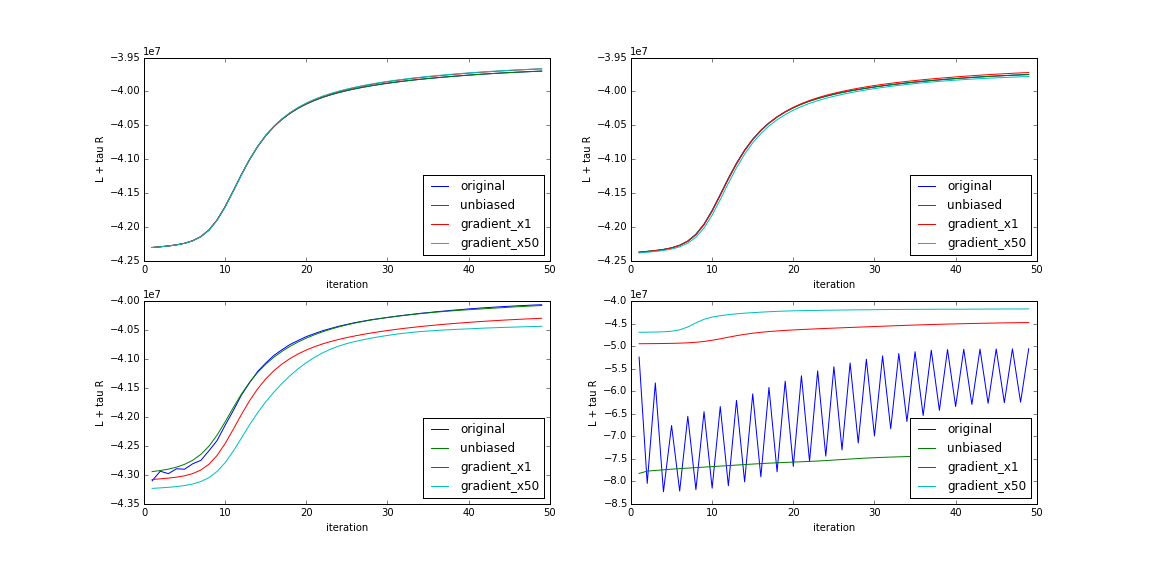 1e7
−3.95
−4.00
−4.05
−4.10
−4.15
−4.20
−4.25
L + tau R
0 10 20 30 40 50
iteration
original
unbiased
gradient_x1
gradient_x50
1e7
−3.95
−4.00
−4.05
−4.10
−4.15
−4.20
−4.25
L + tau R
0 10 20 30 40 50
iteration
original
unbiased
gradient_x1
gradient_x50
1e7
−4.00
−4.05
−4.10
−4.15
−4.20
−4.25
−4.30
−4.35
L + tau R
0 10 20 30 40 50
iteration
original
unbiased
gradient_x1
gradient_x50
1e7
−4.0
−4.5
−5.0
−5.5
−6.0
−6.5
−7.0
−7.5
−8.0
−8.5
L + tau R
0 10 20 30 40 50
iteration
original
unbiased
gradient_x1
gradient_x50